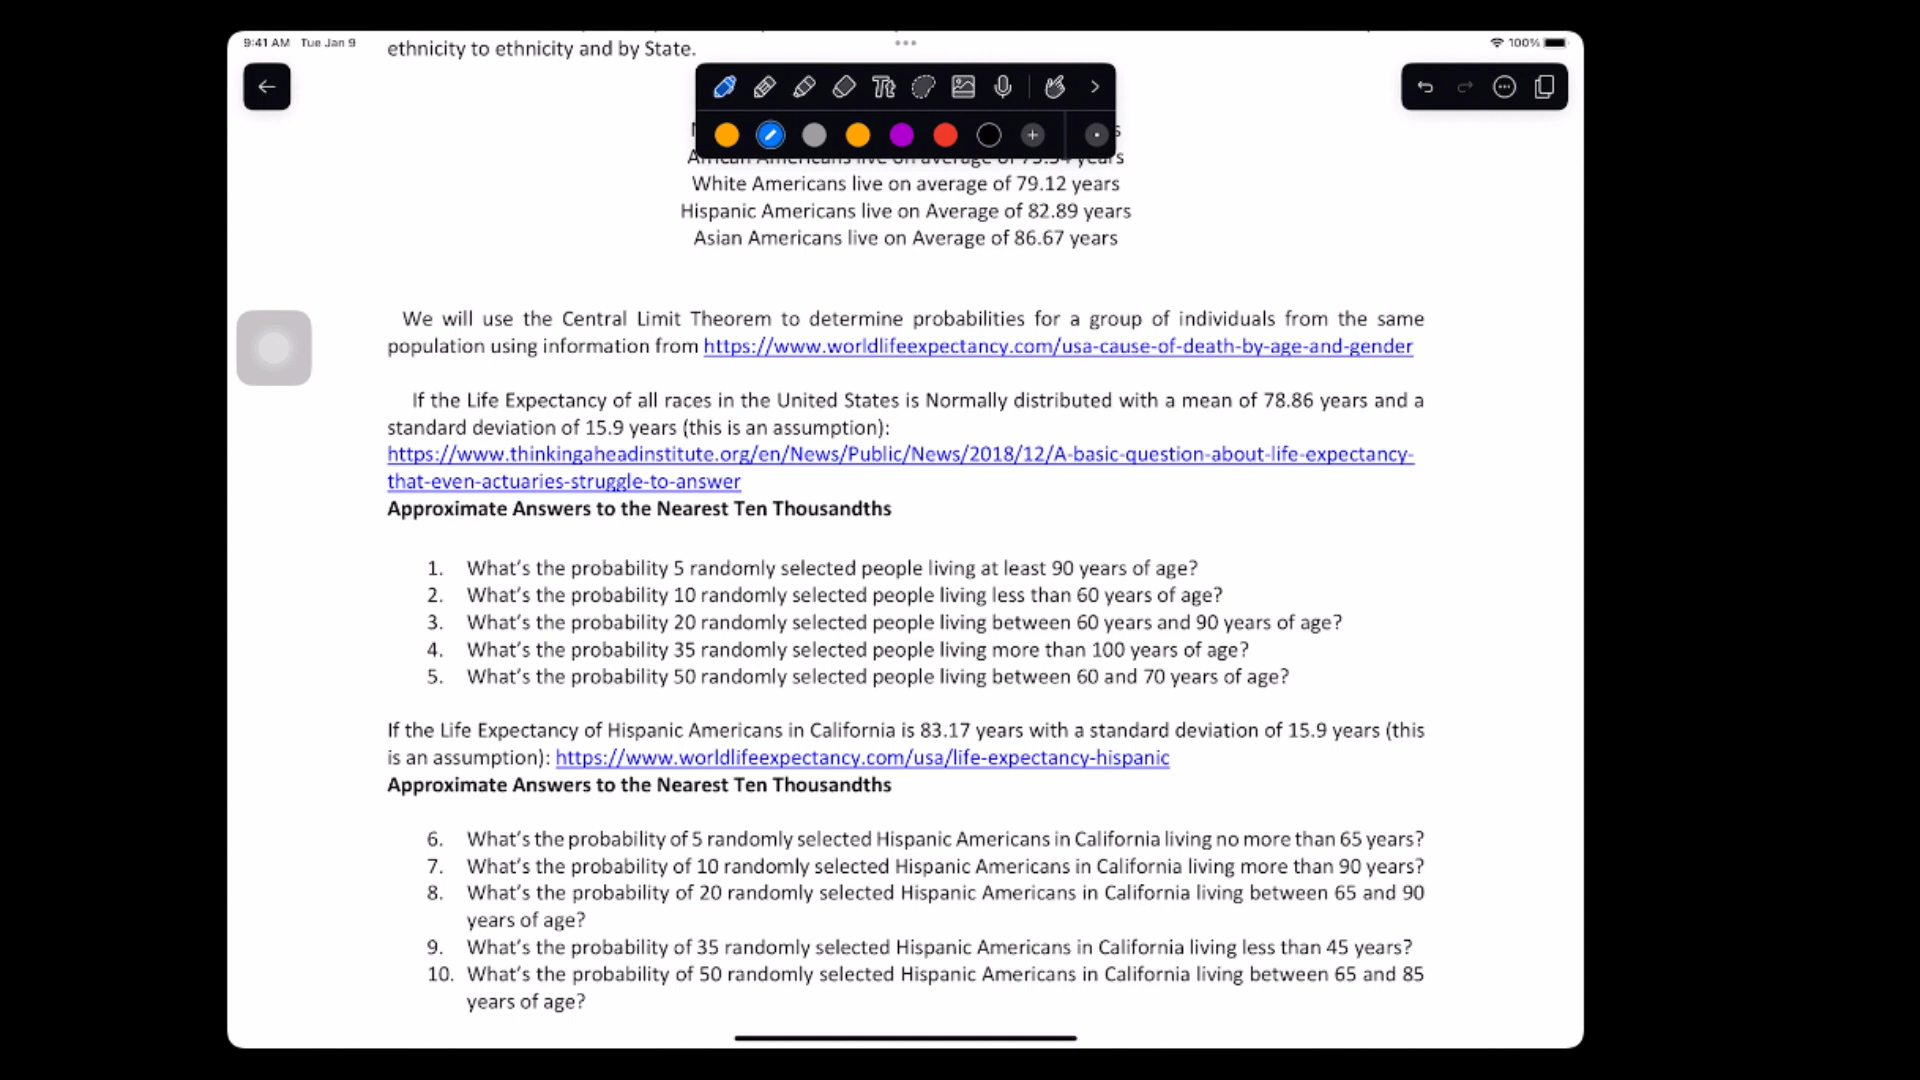 9:41 AM Tue Jan 9
100%
ethnicity to ethnicity and by State.
Tt
African Americans live on average of 75.54 years
White Americans live on average of 79.12 years
Hispanic Americans live on Average of 82.89 years
Asian Americans live on Average of 86.67 years
We will use the Central Limit Theorem to determine probabilities for a group of individuals from the same
population using information from https://www.worldlifeexpectancy.com/usa-cause-of-death-by-age-and-gender
If the Life Expectancy of all races in the United States is Normally distributed with a mean of 78.86 years and a
standard deviation of 15.9 years (this is an assumption):
https://www.thinkingaheadinstitute.org/en/News/Public/News/2018/12/A-basic-question-about-life-expectancy-
that-even-actuaries-struggle-to-answer
Approximate Answers to the Nearest Ten Thousandths
1. What's the probability 5 randomly selected people living at least 90 years of age?
2. What's the probability 10 randomly selected people living less than 60 years of age?
3. What's the probability 20 randomly selected people living between 60 years and 90 years of age?
4. What's the probability 35 randomly selected people living more than 100 years of age?
5. What's the probability 50 randomly selected people living between 60 and 70 years of age?
If the Life Expectancy of Hispanic Americans in California is 83.17 years with a standard deviation of 15.9 years (this
is an assumption): https://www.worldlifeexpectancy.com/usa/life-expectancy-hispanic
Approximate Answers to the Nearest Ten Thousandths
6. What's the probability of 5 randomly selected Hispanic Americans in California living no more than 65 years?
7. What's the probability of 10 randomly selected Hispanic Americans in California living more than 90 years?
8. What's the probability of 20 randomly selected Hispanic Americans in California living between 65 and 90
years of age?
9. What's the probability of 35 randomly selected Hispanic Americans in California living less than 45 years?
10. What's the probability of 50 randomly selected Hispanic Americans in California living between 65 and 85
years of age?